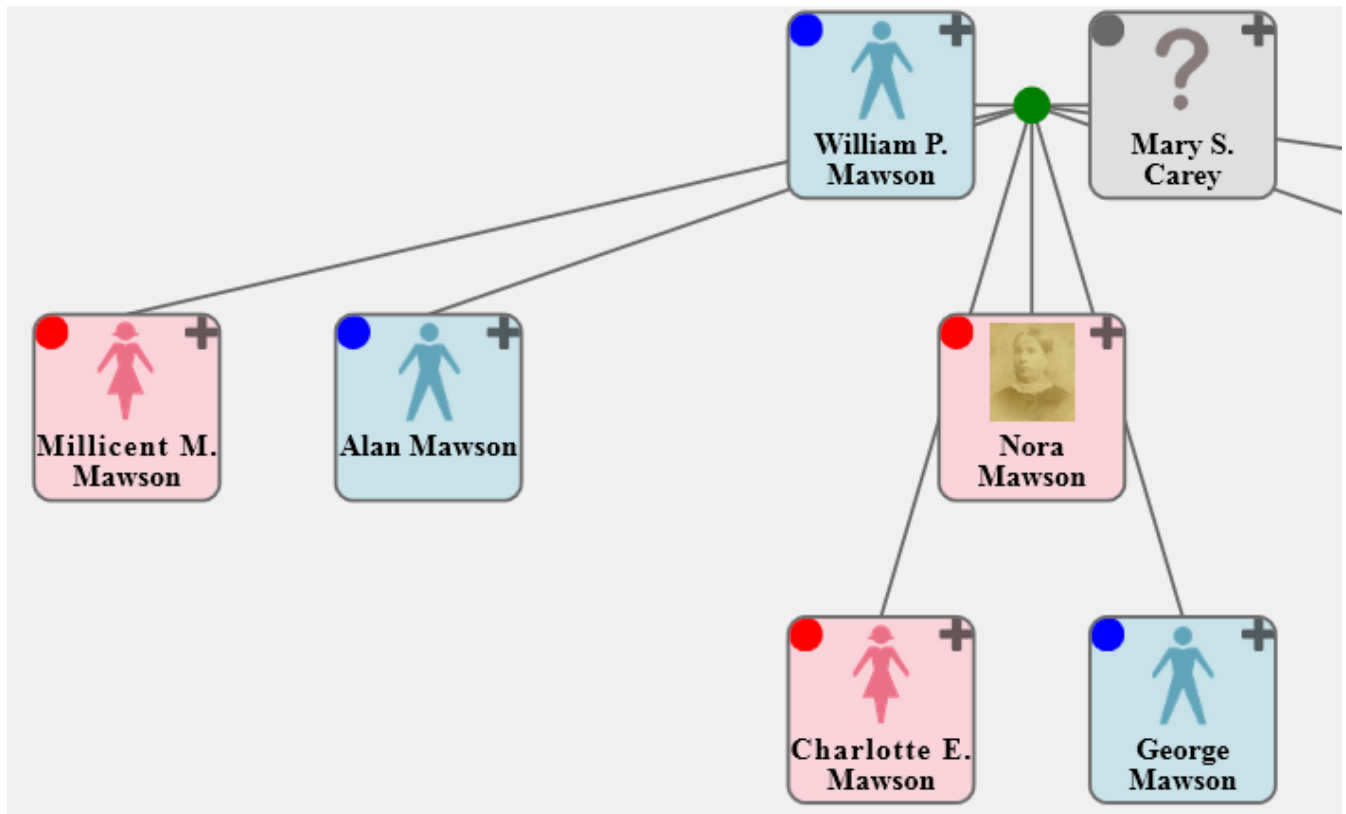 William P.
Mawson
Mary S.
Carey
Millicent M.
Mawson
Alan Mawson
Nora
Mawson
Charlotte E.
Mawson
George
Mawson